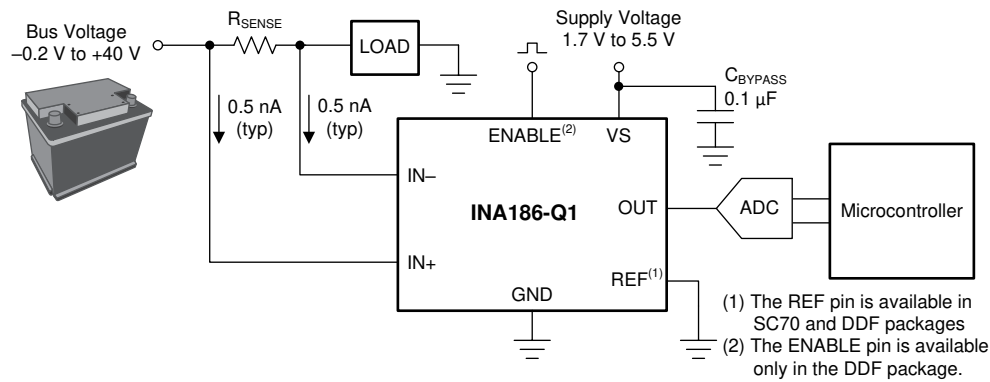 Bus Voltage
–0.2 V to +40 V
RSENSE
LOAD
Supply Voltage
1.7 V to 5.5 V
CBYPASS
0.1 µF
0.5 nA
(typ)
0.5 nA
(typ)
ENABLE(2)
VS
IN–
INA186-Q1
OUT
ADC
Microcontroller
IN+
REF(1)
GND
(1) The REF pin is available in
SC70 and DDF packages
(2) The ENABLE pin is available
only in the DDF package.